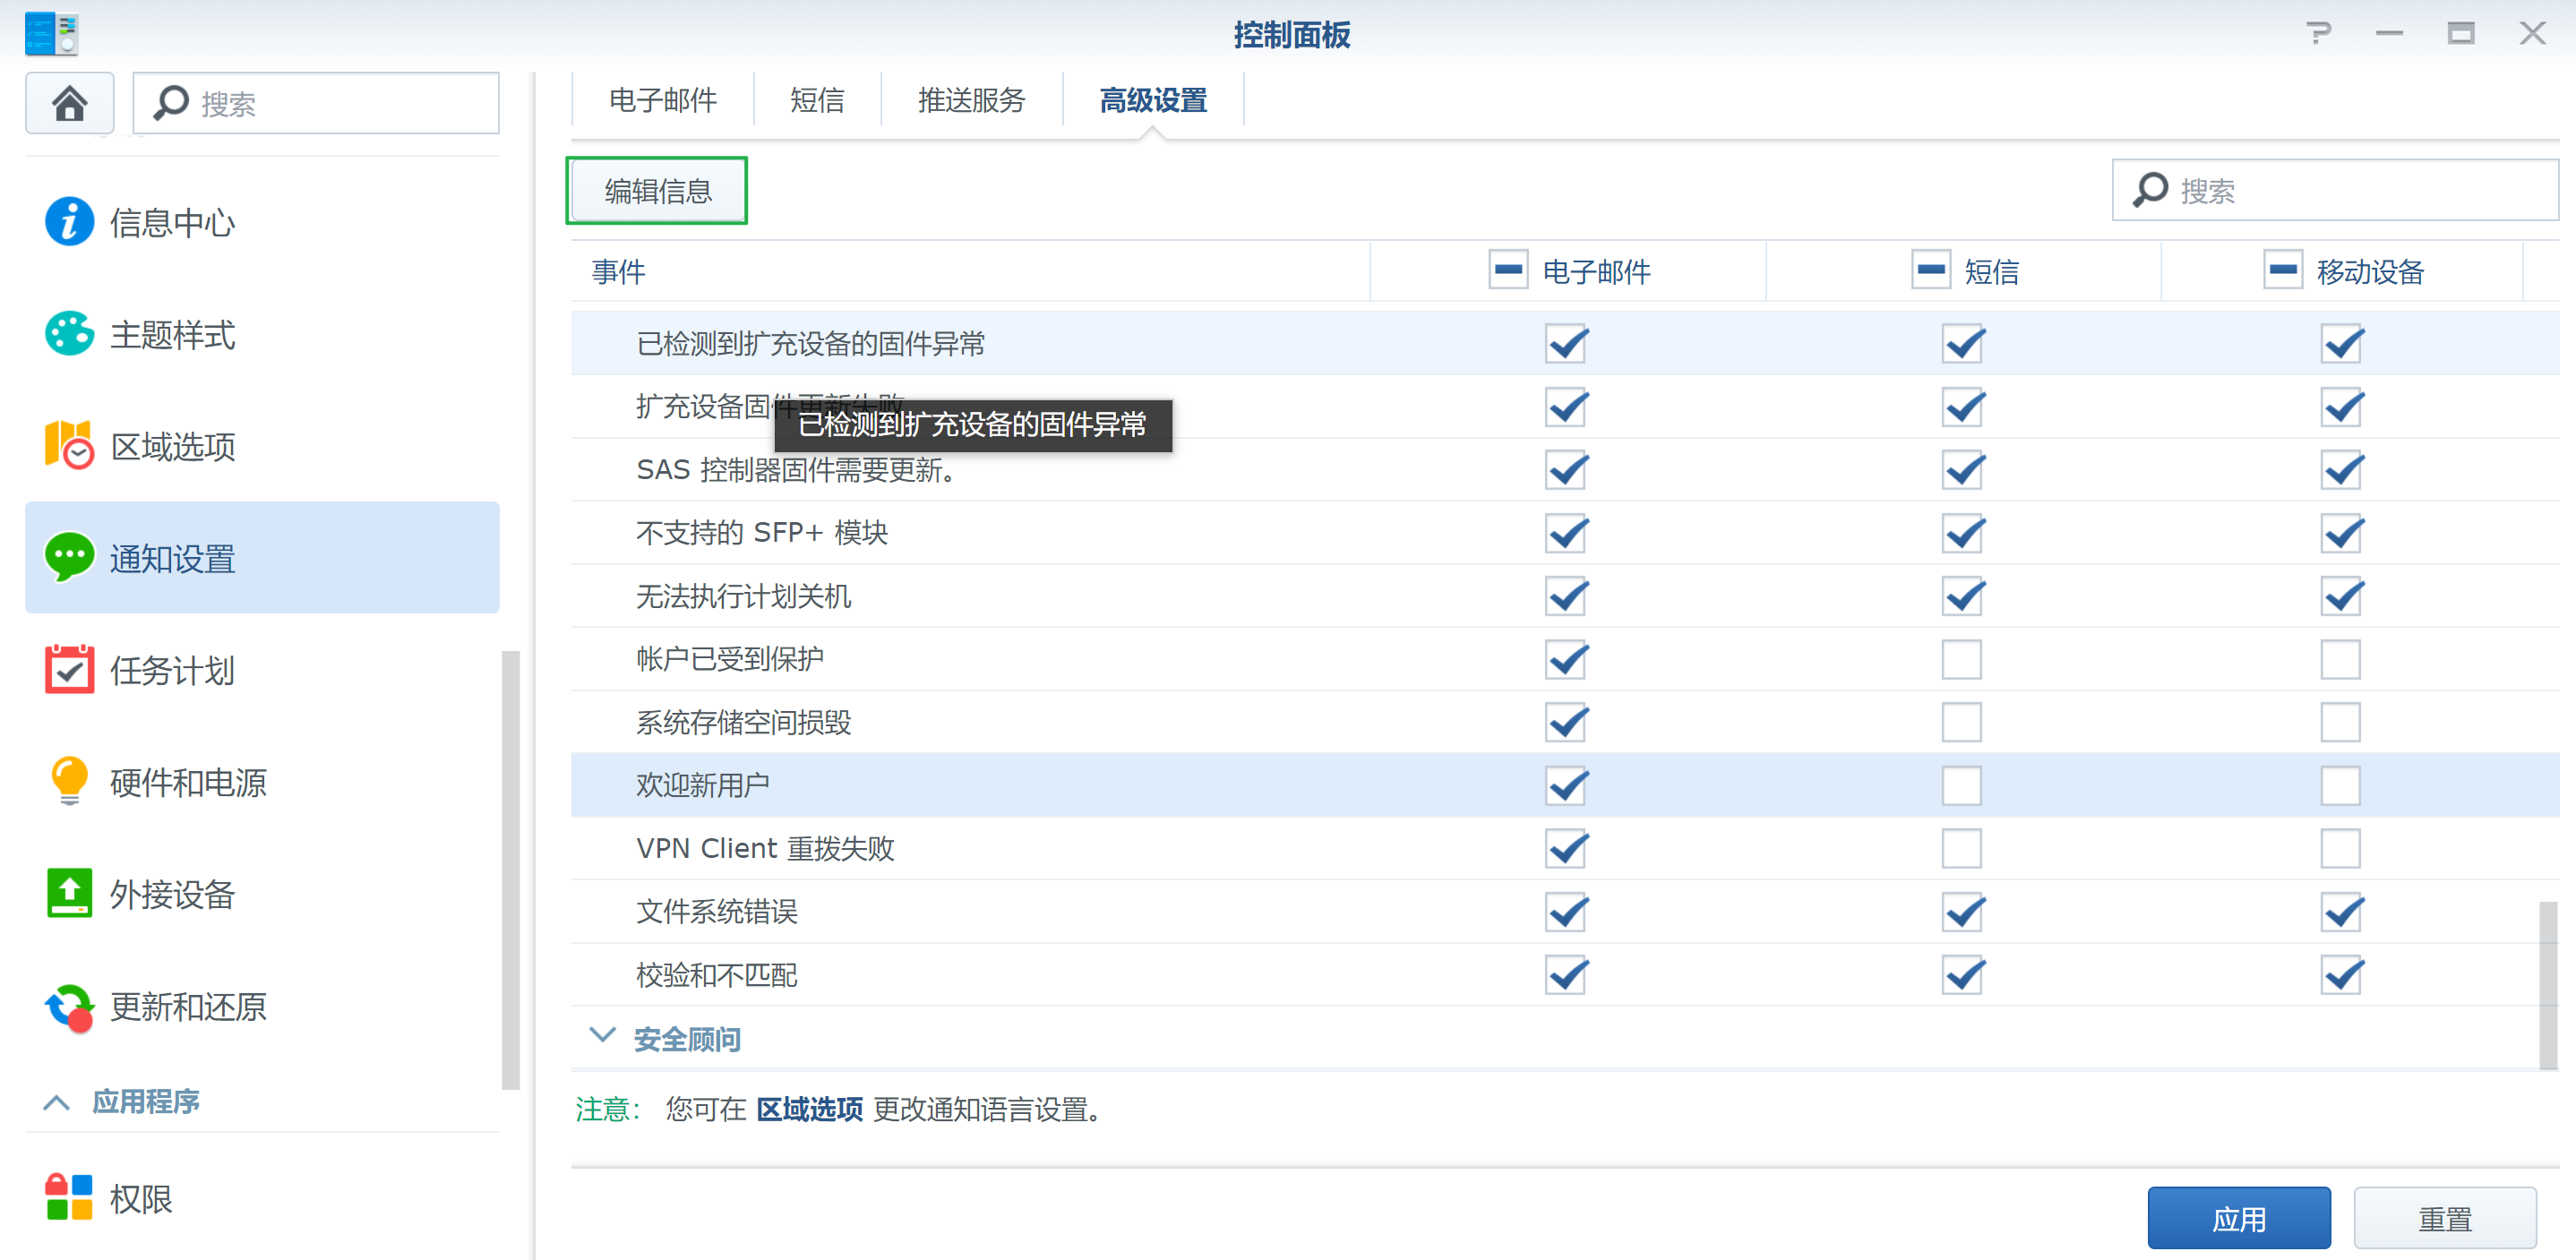 控制面板
搜索
电子邮件 短信 推送服务 高级设置
编辑信息
搜索
信息中心
主题样式
区域选项
通知设置
任务计划
硬件和电源
外接设备
更新和还原
应用程序
权限
事件 电子邮件 短信 移动设备
已检测到扩充设备的固件异常
扩充设备固件更新失败
已检测到扩充设备的固件异常
SAS 控制器固件需要更新。
不支持的 SFP+ 模块
无法执行计划关机
帐户已受到保护
系统存储空间损毁
欢迎新用户
VPN Client 重拨失败
文件系统错误
校验和不匹配
安全顾问
注意： 您可在 区域选项 更改通知语言设置。
应用 重置